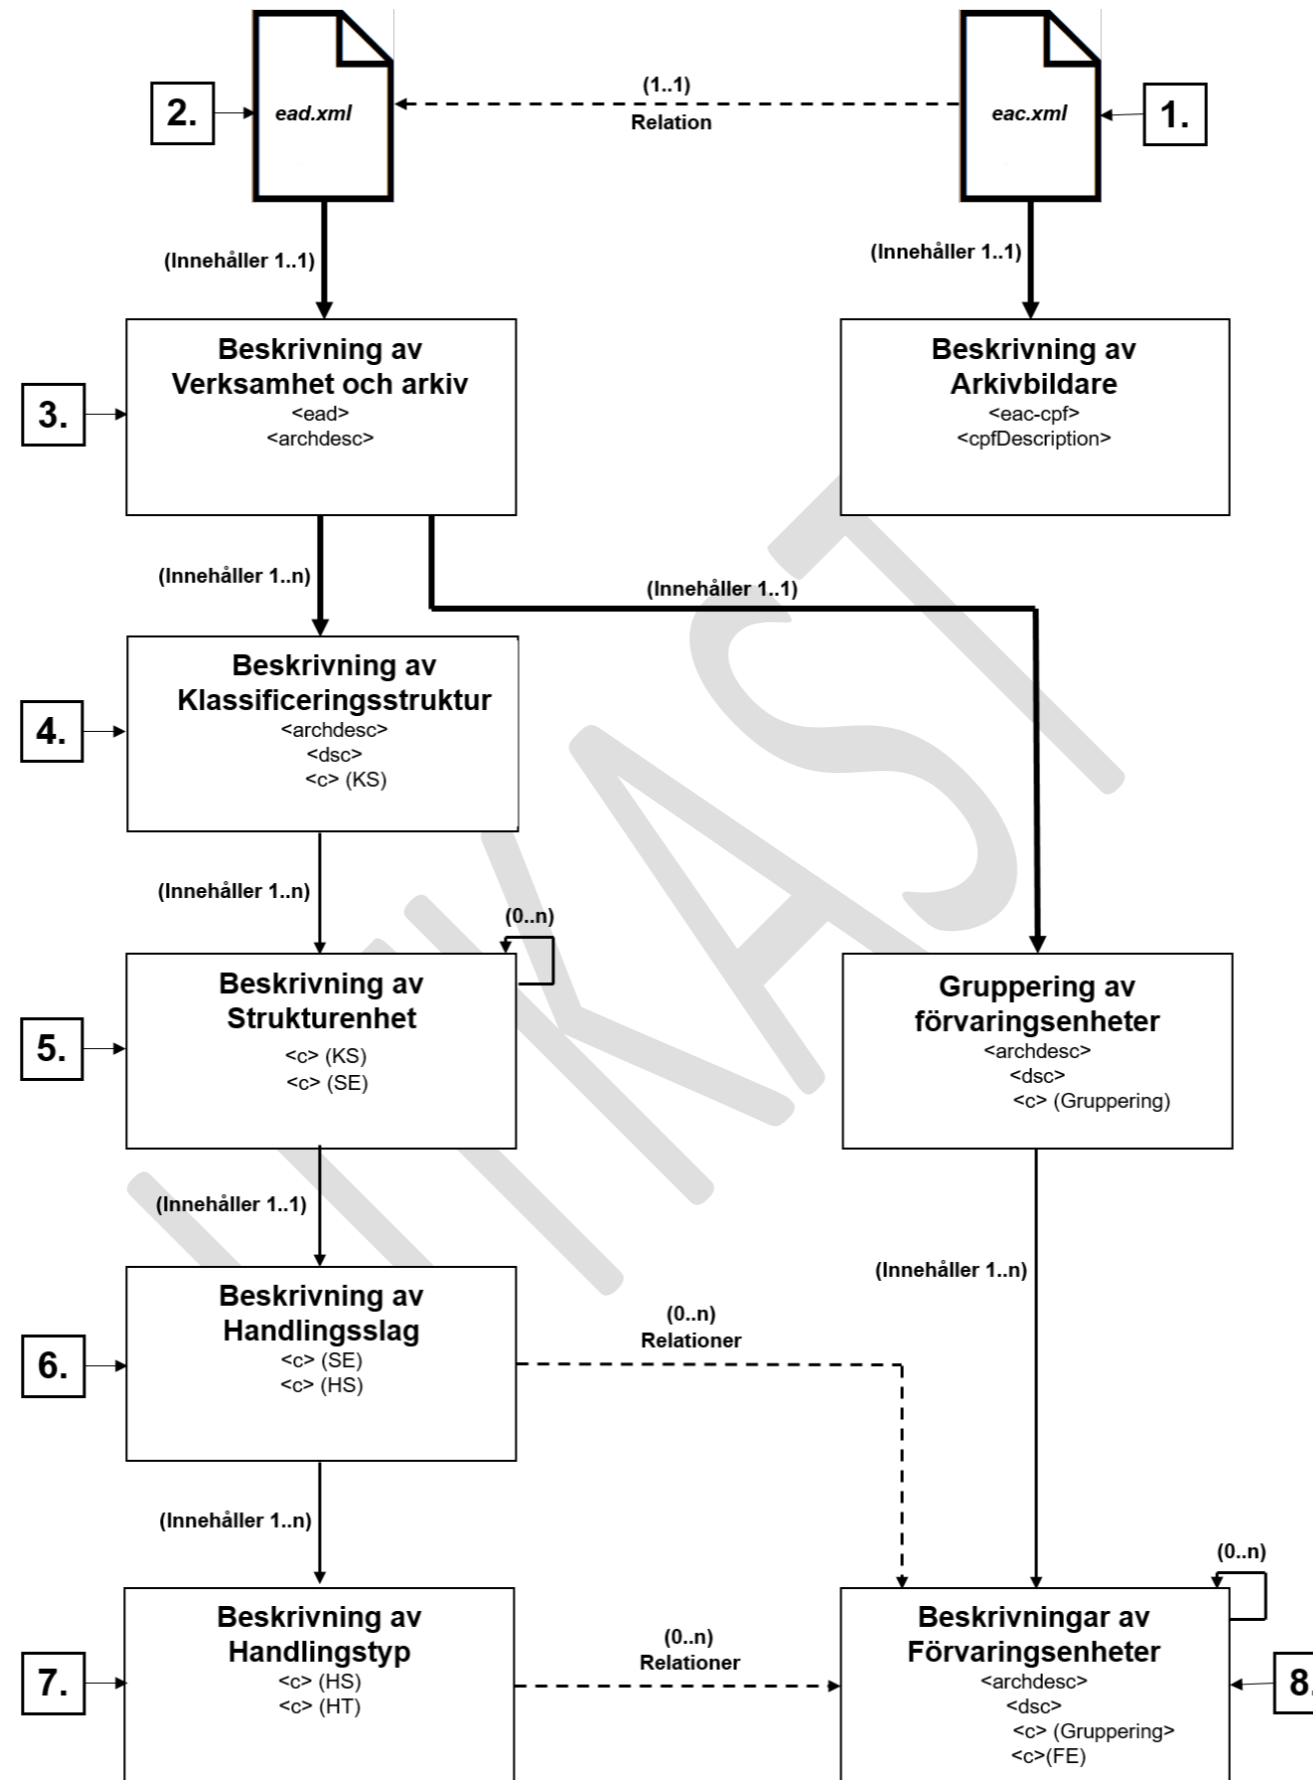 (1..1)
2.
ead.xml
eac.xml
1.
Relation
(Innehåller 1..1)
(Innehåller 1..1)
Beskrivning av
Verksamhet och arkiv
<ead>
<archdesc>
3.
Beskrivning av
Arkivbildare
<eac-cpf>
<cpfDescription>
(Innehåller 1..n)
(Innehåller 1..1)
Beskrivning av
Klassificeringsstruktur
<archdesc>
<dsc>
<c> (KS)
4.
(Innehåller 1..n)
(0..n)
Beskrivning av
Strukturenhet
<c> (KS)
<c> (SE)
5.
Gruppering av
förvaringsenheter
<archdesc>
<dsc>
<c> (Gruppering)
(Innehåller 1..1)
(Innehåller 1..n)
Beskrivning av
Handlingsslag
<c> (SE)
<c> (HS)
6.
(0..n)
Relationer
(Innehåller 1..n)
(0..n)
Beskrivning av
Handlingstyp
<c> (HS)
<c> (HT)
7.
(0..n)
Relationer
Beskrivningar av
Förvaringsenheter
<archdesc>
<dsc>
<c> (Gruppering>
<c>(FE)
8.
UTKAST